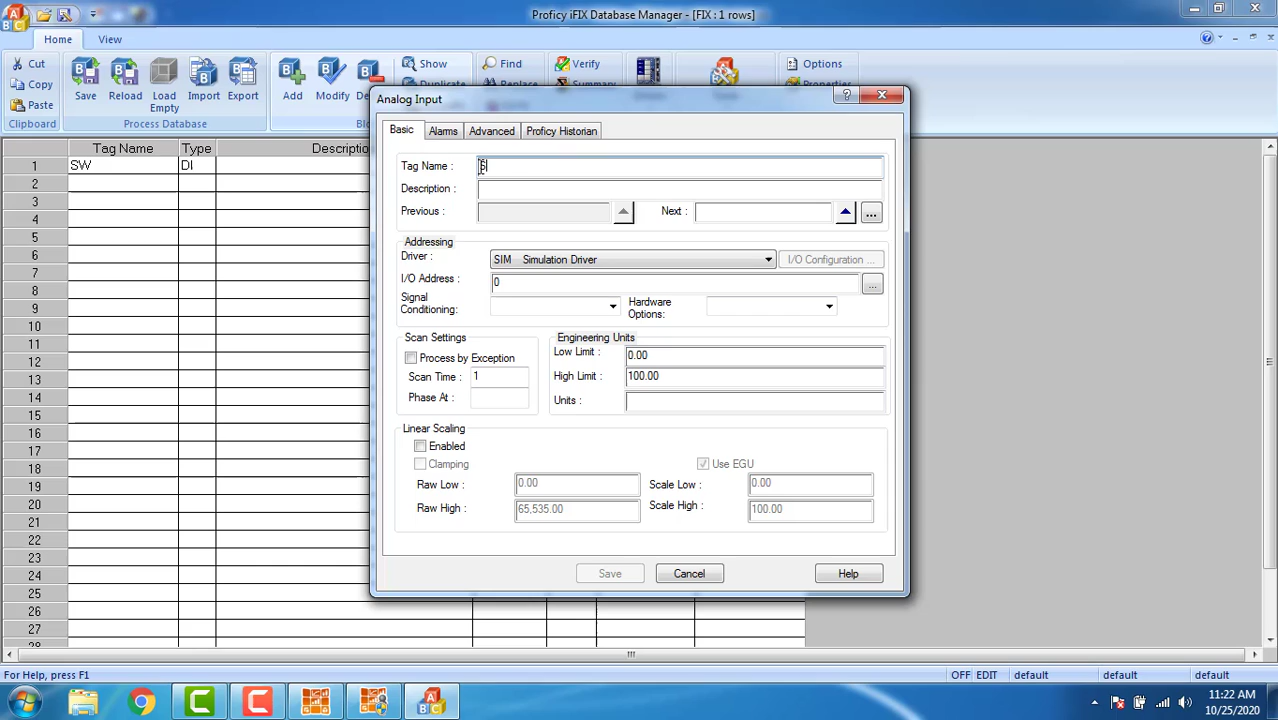 Proficy iFIX Database Manager - [FIX : 1 rows]
Home View
Cut Copy Paste Clipboard
Save Reload Load Empty Import Export Process Database
Add Modify Show Find Verify Options
Analog Input
Basic Alarms Advanced Proficy Historian
Tag Name :
Description :
Previous : Next : ...
Addressing
Driver :
SIM Simulation Driver I/O Configuration ...
I/O Address : 0 ...
Signal Conditioning: Hardware Options:
Scan Settings Engineering Units
Process by Exception Low Limit : 0.00
Scan Time : 1 High Limit : 100.00
Phase At : Units :
Linear Scaling
Enabled
Clamping Use EGU
Raw Low : 0.00 Scale Low : 0.00
Raw High : 65,535.00 Scale High : 100.00
Save Cancel Help
Tag Name Type
1 SW DI
2
3
4
5
6
7
8
9
10
11
12
13
14
15
16
17
18
19
20
21
22
23
24
25
26
27
28
For Help, press F1 OFF EDIT default default default
11:22 AM
10/25/2020